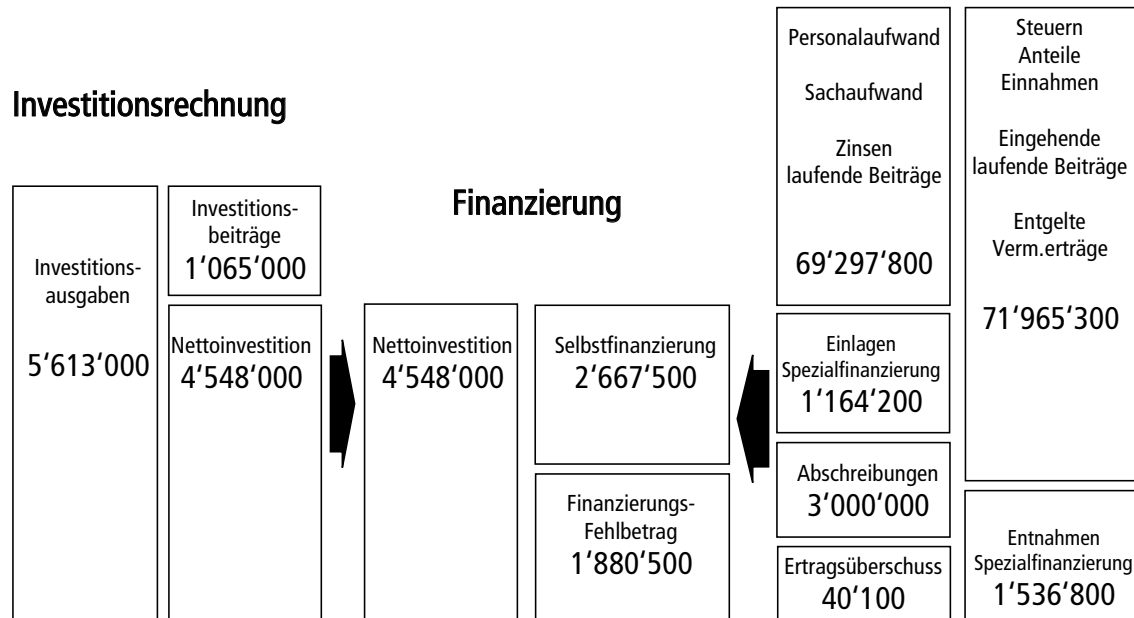 Investitionsrechnung
Investitions-
ausgaben
5‘613‘000
Investitions-
beiträge
1‘065‘000
Nettoinvestition
4‘548‘000
Finanzierung
Nettoinvestition
4‘548‘000
Selbstfinanzierung
2‘667‘500
Finanzierungs-
Fehlbetrag
1‘880‘500
Personalaufwand
Sachaufwand
Zinsen
laufende Beiträge
69‘297‘800
Einlagen
Spezialfinanzierung
1‘164‘200
Abschreibungen
3‘000‘000
Ertragsüberschuss
40‘100
Steuern
Anteile
Einnahmen
Eingehende
laufende Beiträge
Entgelte
Verm.erträge
71‘965‘300
Entnahmen
Spezialfinanzierung
1‘536‘800